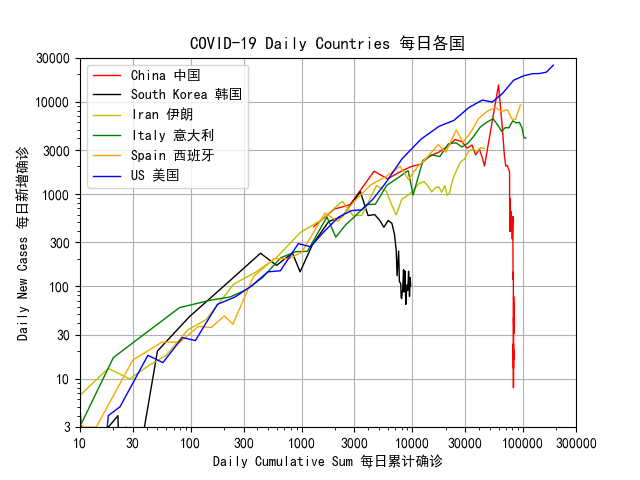 COVID-19 Daily Countries 每日各国
Daily New Cases 每日新增确诊
30000
10000
3000
1000
300
100
30
10
3
China 中国
South Korea 韩国
Iran 伊朗
Italy 意大利
Spain 西班牙
US 美国
10 30 100 300 1000 3000 10000 30000 100000 300000
Daily Cumulative Sum 每日累计确诊